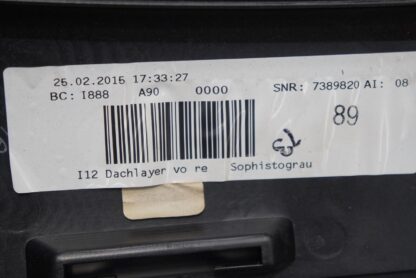 25.02.2015 17:33:27
BC: I888 A90 0000 SNR: 7389820 AI: 08
89
I12 Dachlayer vo re Sophistograu